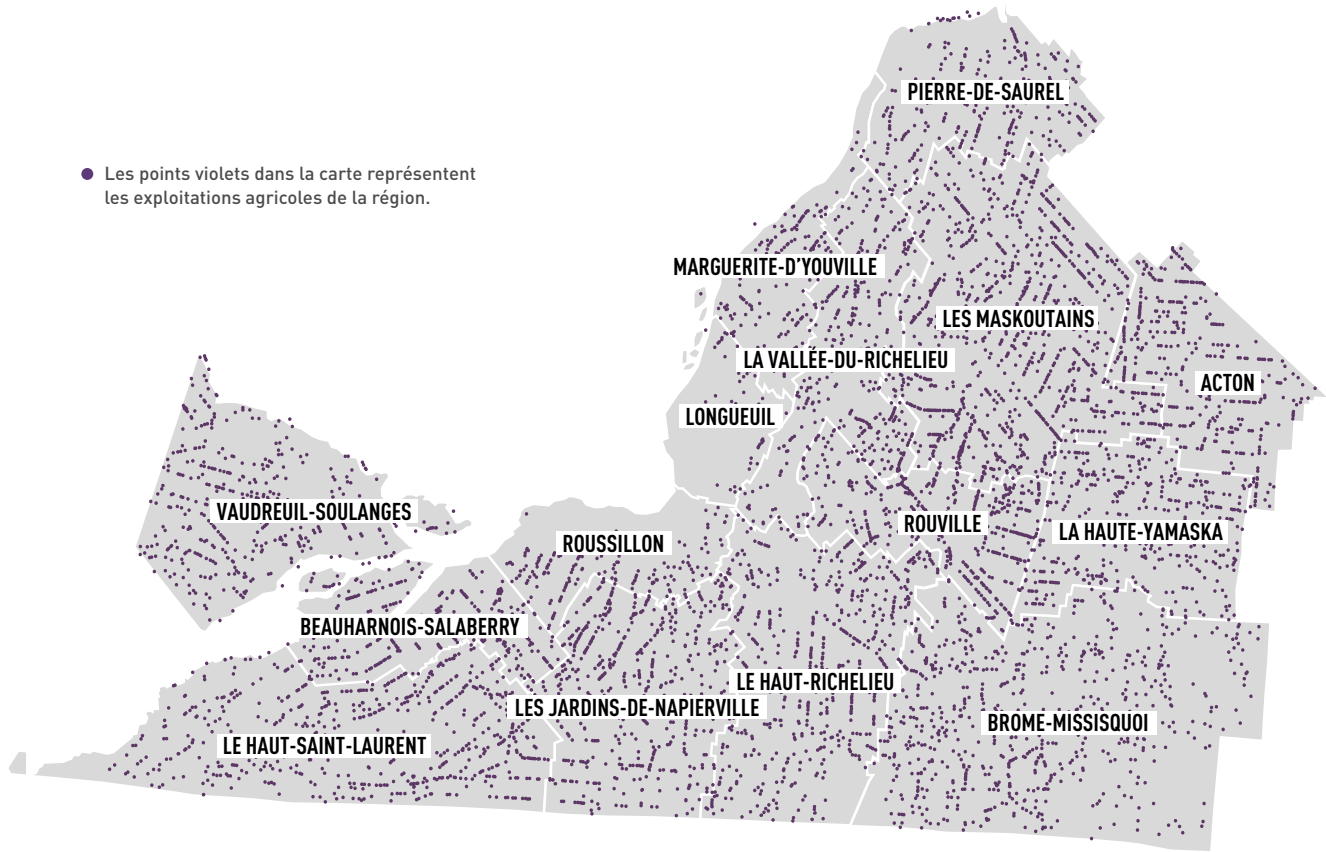 PIERRE-DE-SAUREL
Les points violets dans la carte représentent
les exploitations agricoles de la région.
MARGUERITE-D'YOUVILLE
LES MASKOUTAINS
LA VALLÉE-DU-RICHELIEU
ACTON
LONGUEUIL
VAUDREUIL-SOULANGES
ROUVILLE
LA HAUTE-YAMASKA
ROUSSILLON
BEAUHARNOIS-SALABERRY
LE HAUT-RICHELIEU
LES JARDINS-DE-NAPIERVILLE
BROME-MISSISQUOI
LE HAUT-SAINT-LAURENT